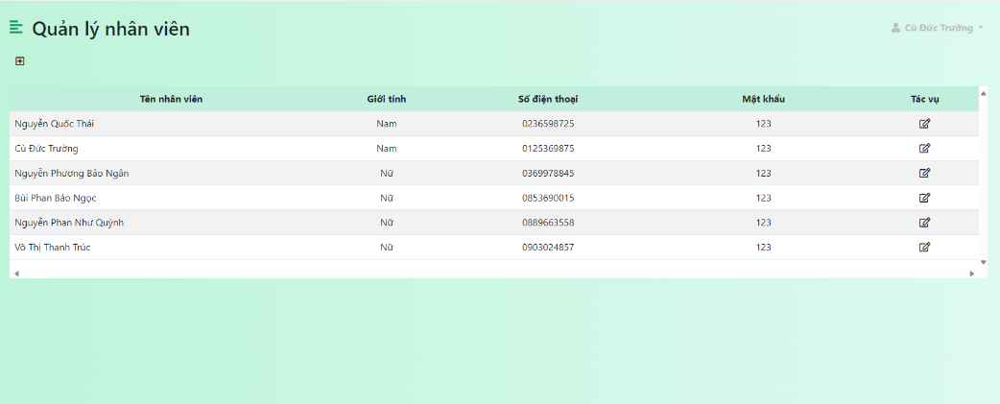 Quản lý nhân viên
Cù Đức Trường
Tên nhân viên Giới tính Số điện thoại Mật khẩu Tác vụ
Nguyễn Quốc Thái Nam 0236598725 123
Cù Đức Trường Nam 0125369875 123
Nguyễn Phương Bảo Ngân Nữ 0369978845 123
Bùi Phan Bảo Ngọc Nữ 0853690015 123
Nguyễn Phan Như Quỳnh Nữ 0889663558 123
Võ Thị Thanh Trúc Nữ 0903024857 123